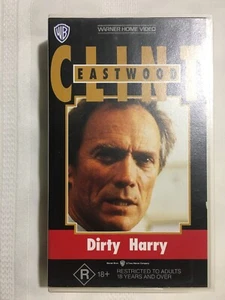 WB
WARNER HOME VIDEO
CLINT
EASTWOOD
Dirty Harry
R 18+
RESTRICTED TO ADULTS
18 YEARS AND OVER